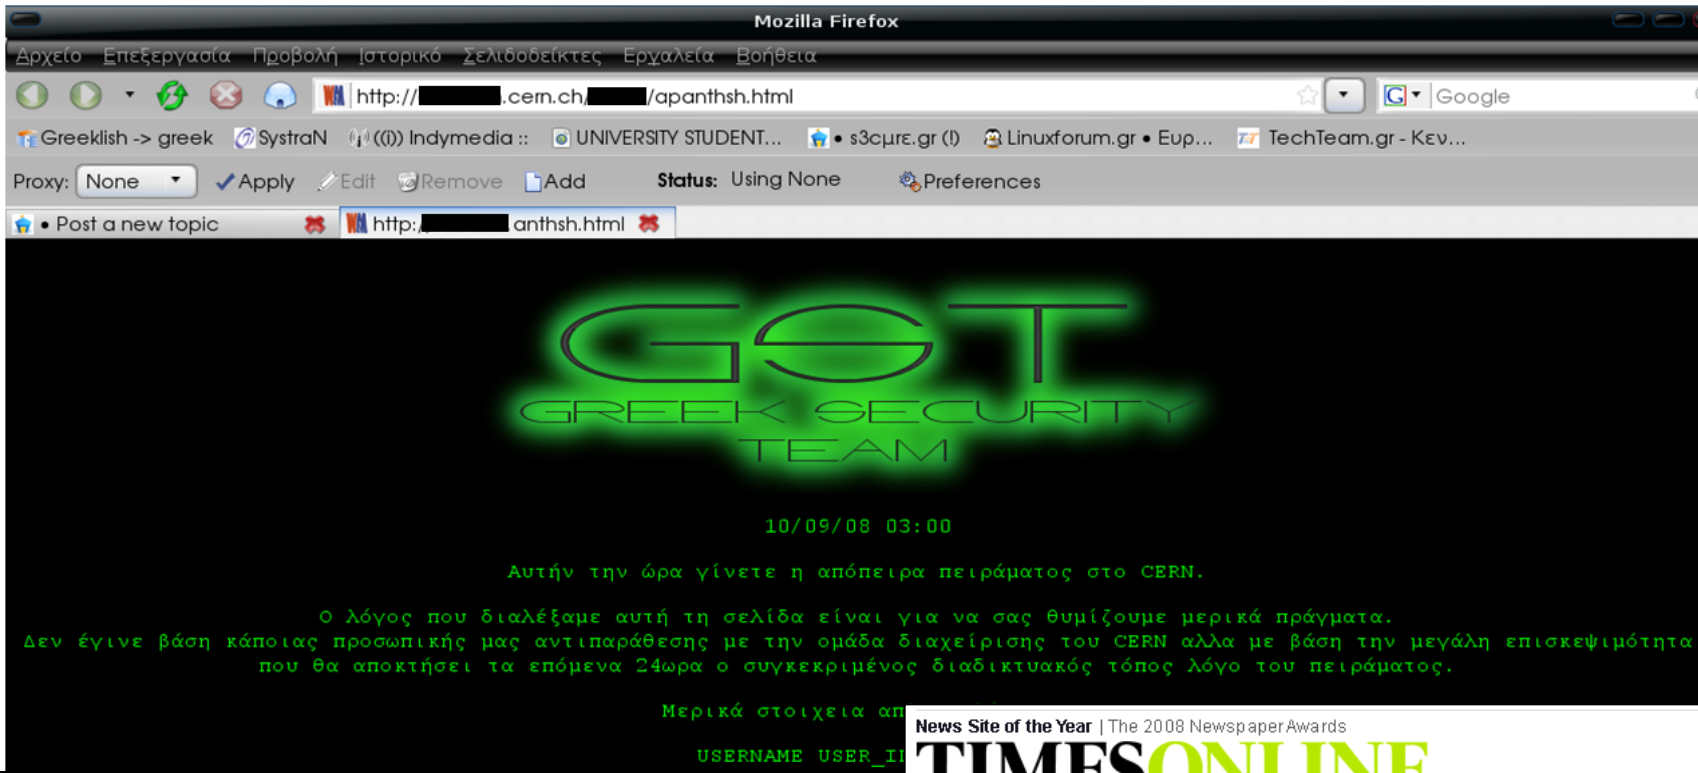 Mozilla Firefox
Αρχείο Επεξεργασία Προβολή Ιστορικό Σελιδοδείκτες Εργαλεία Βοήθεια
http:// .cern.ch/ /apanthsh.html Google
Greeklish -> greek SystraN ((i)) Indymedia :: UNIVERSITY STUDENT... • s3cμrε.gr (!) Linuxforum.gr • Ευρ... TechTeam.gr - Κεν...
Proxy: None Apply Edit Remove Add Status: Using None Preferences
• Post a new topic http:/ anthsh.html
GST
GREEK SECURITY
TEAM
10/09/08 03:00
Αυτήν την ώρα γίνετε η απόπειρα πειράματος στο CERN.
Ο λόγος που διαλέξαμε αυτή τη σελίδα είναι για να σας θυμίζουμε μερικά πράγματα.
Δεν έγινε βάση κάποιας προσωπικής μας αντιπαράθεσης με την ομάδα διαχείρισης του CERN αλλα με βάση την μεγάλη επισκεψιμότητα
που θα αποκτήσει τα επόμενα 24ωρα ο συγκεκριμένος διαδικτυακός τόπος λόγο του πειράματος.
Μερικά στοιχεια απ
USERNAME USER_I
News Site of the Year | The 2008 Newspaper Awards
TIMESONLINE